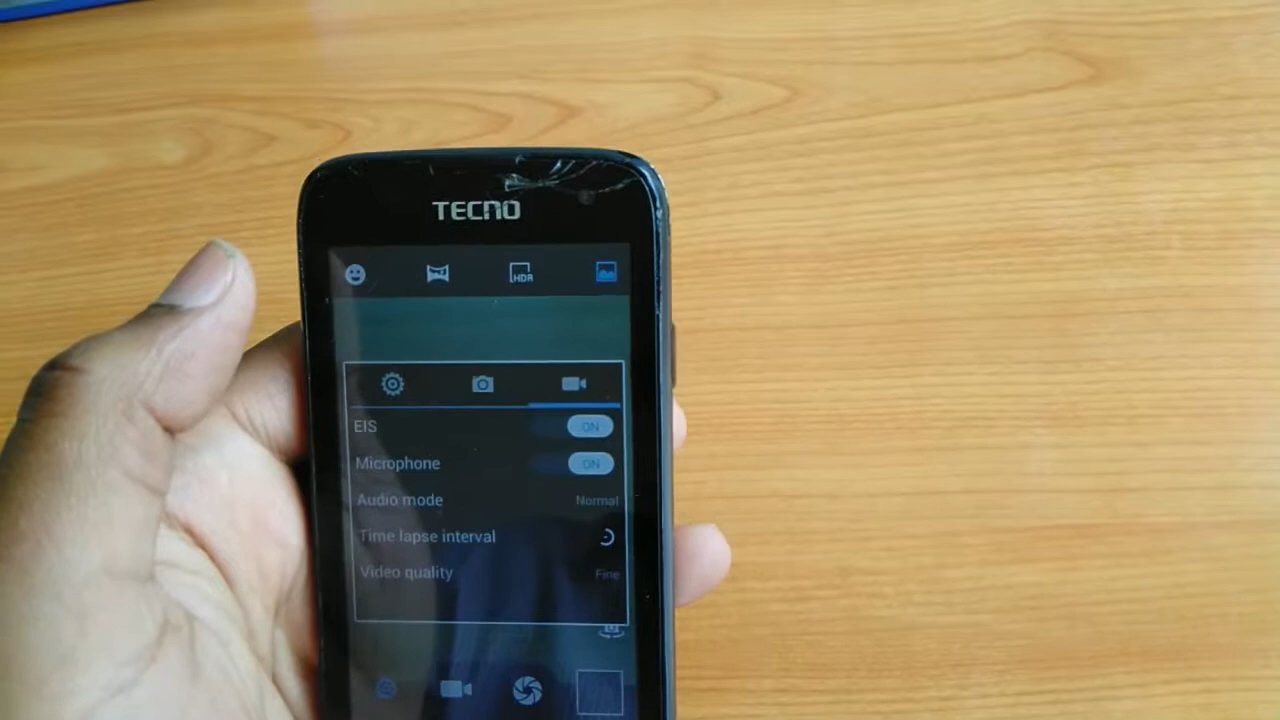 TECNO
HDR
EIS ON
Microphone ON
Audio mode Normal
Time lapse interval
Video quality Fine